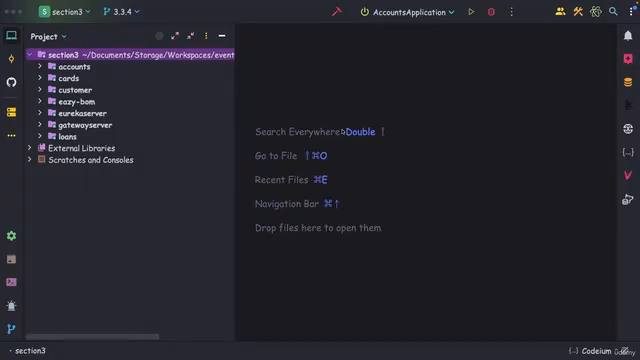 S section3
3.3.4
AccountsApplication
Project
section3 ~/Documents/Storage/Workspaces/event
accounts
cards
customer
eazy-bom
eurekaserver
gatewayserver
loans
External Libraries
Scratches and Consoles
Search Everywhere Double ⇧
Go to File ⇧⌘O
Recent Files ⌘E
Navigation Bar ⌘↑
Drop files here to open them
section3
{...} Codeium